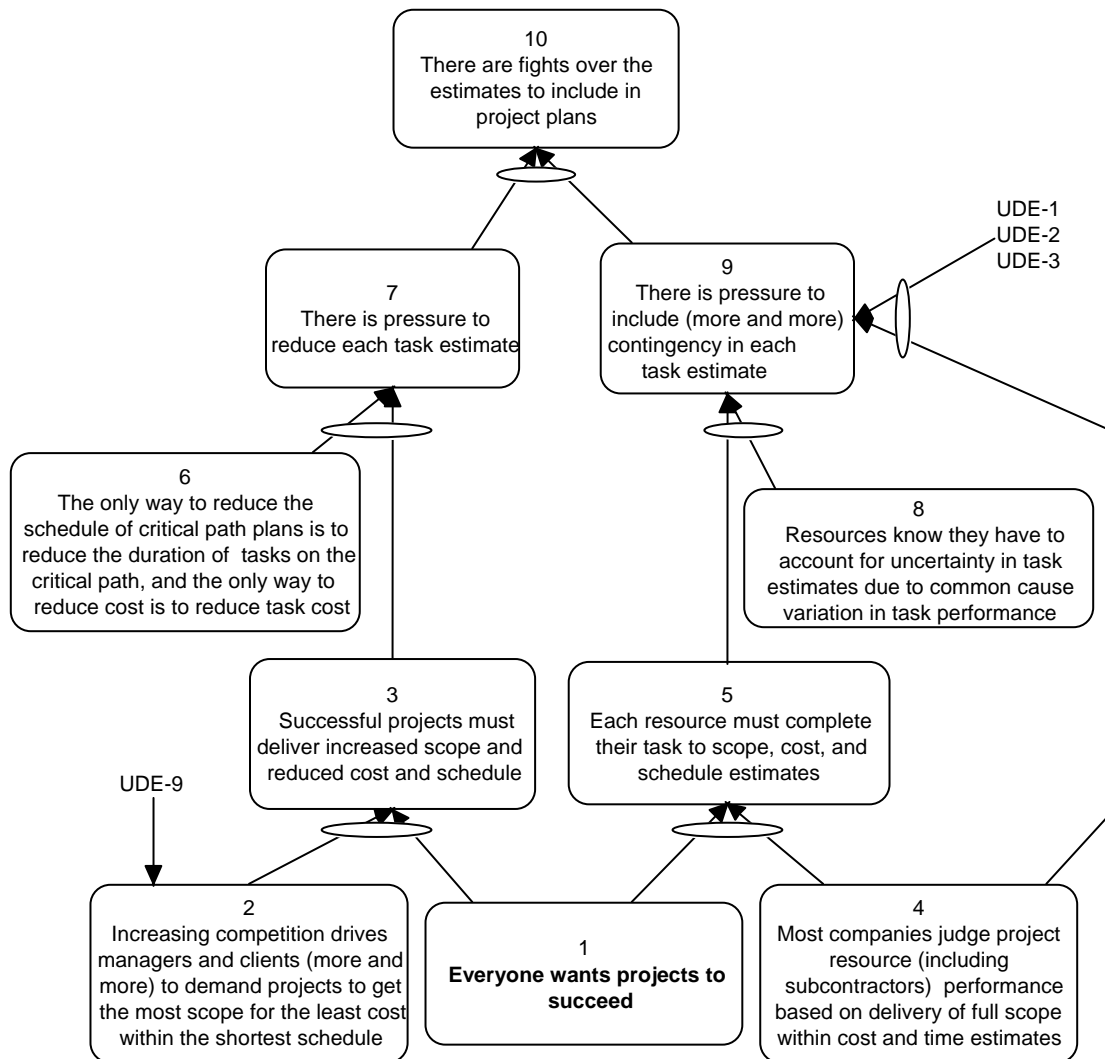 10
There are fights over the
estimates to include in
project plans
UDE-1
UDE-2
UDE-3
7
There is pressure to
reduce each task estimate
9
There is pressure to
include (more and more)
contingency in each
task estimate
6
The only way to reduce the
schedule of critical path plans is to
reduce the duration of tasks on the
critical path, and the only way to
reduce cost is to reduce task cost
8
Resources know they have to
account for uncertainty in task
estimates due to common cause
variation in task performance
3
Successful projects must
deliver increased scope and
reduced cost and schedule
5
Each resource must complete
their task to scope, cost, and
schedule estimates
UDE-9
2
Increasing competition drives
managers and clients (more and
more) to demand projects to get
the most scope for the least cost
within the shortest schedule
1
Everyone wants projects to
succeed
4
Most companies judge project
resource (including
subcontractors) performance
based on delivery of full scope
within cost and time estimates